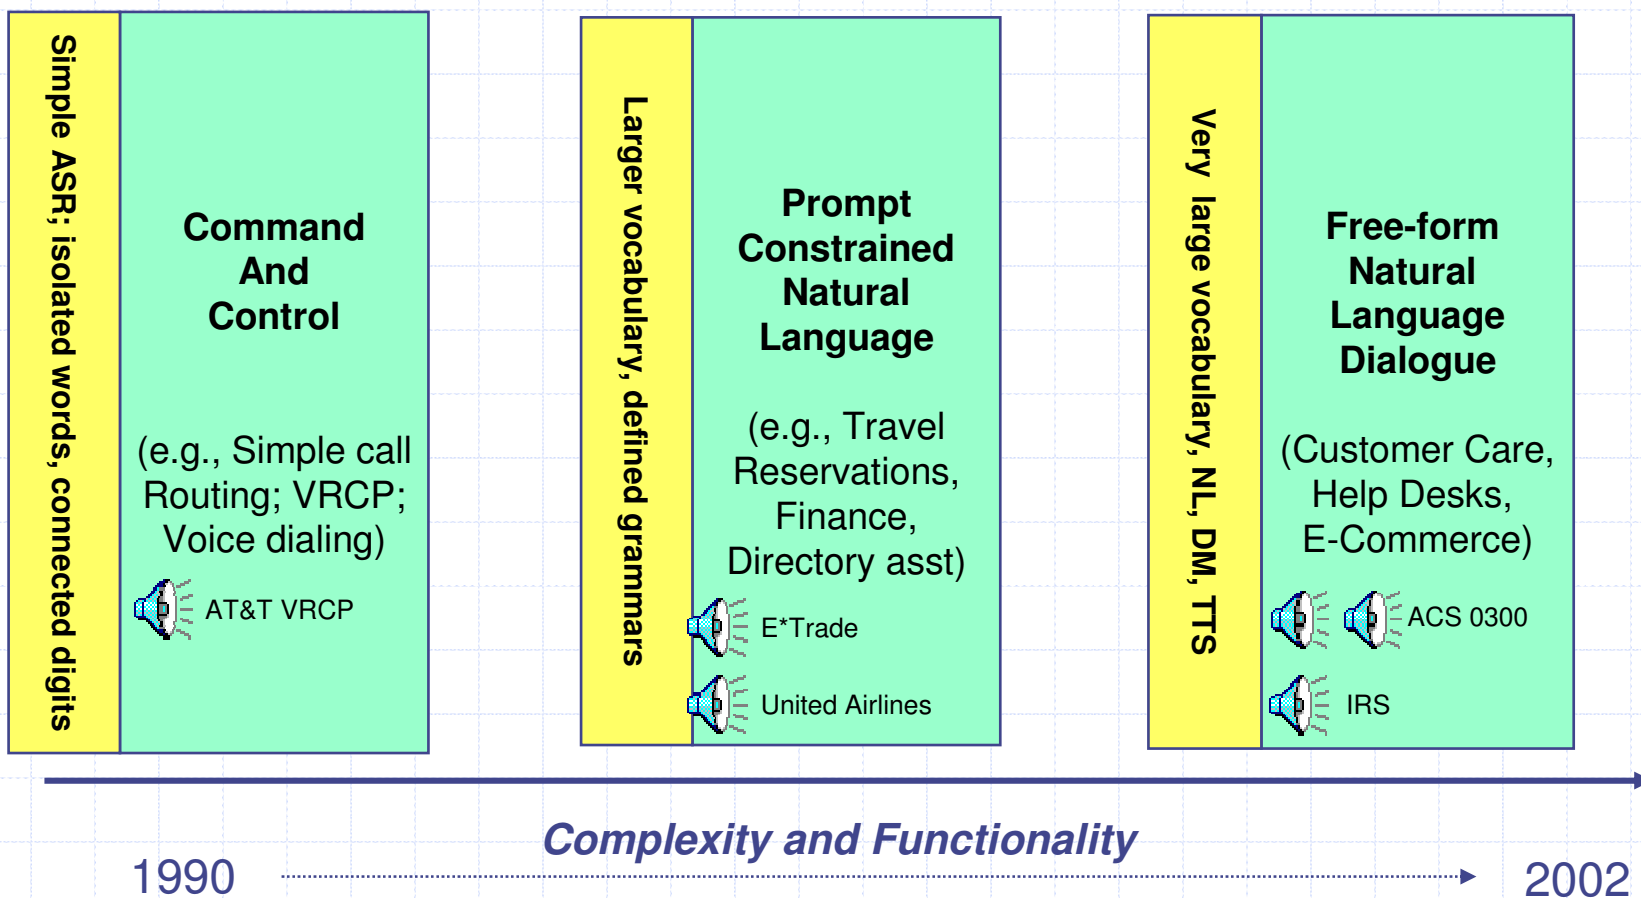 Simple ASR; isolated words, connected digits
Command
And
Control
(e.g., Simple call
Routing; VRCP;
Voice dialing)
AT&T VRCP
Larger vocabulary, defined grammars
Prompt
Constrained
Natural
Language
(e.g., Travel
Reservations,
Finance,
Directory asst)
E*Trade
United Airlines
Very large vocabulary, NL, DM, TTS
Free-form
Natural
Language
Dialogue
(Customer Care,
Help Desks,
E-Commerce)
ACS 0300
IRS
Complexity and Functionality
1990
2002